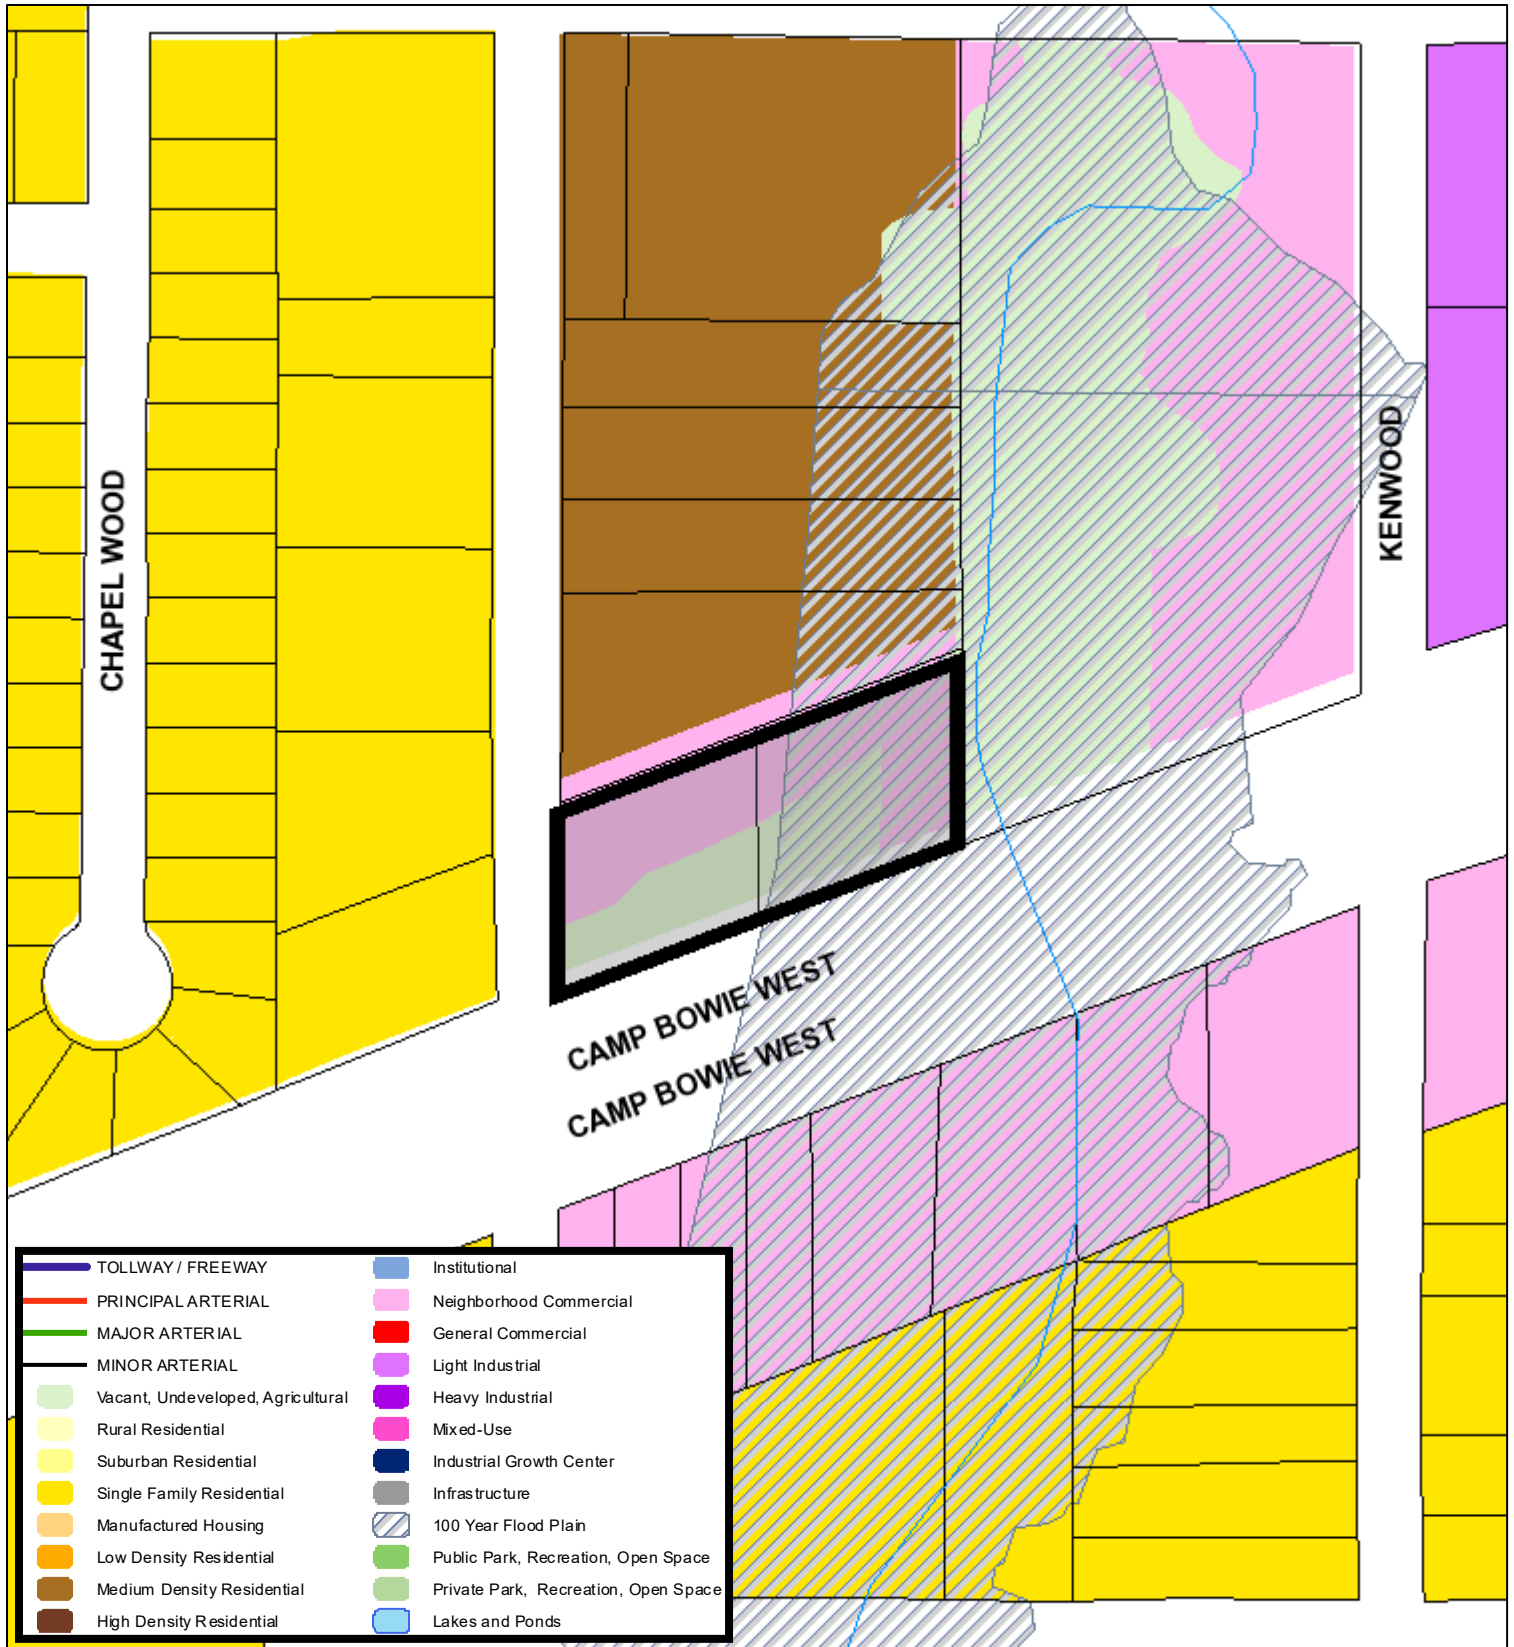 CHAPEL WOOD
KENWOOD
CAMP BOWIE WEST
CAMP BOWIE WEST
TOLLWAY / FREEWAY
PRINCIPAL ARTERIAL
MAJOR ARTERIAL
MINOR ARTERIAL
Vacant, Undeveloped, Agricultural
Rural Residential
Suburban Residential
Single Family Residential
Manufactured Housing
Low Density Residential
Medium Density Residential
High Density Residential
Institutional
Neighborhood Commercial
General Commercial
Light Industrial
Heavy Industrial
Mixed-Use
Industrial Growth Center
Infrastructure
100 Year Flood Plain
Public Park, Recreation, Open Space
Private Park, Recreation, Open Space
Lakes and Ponds